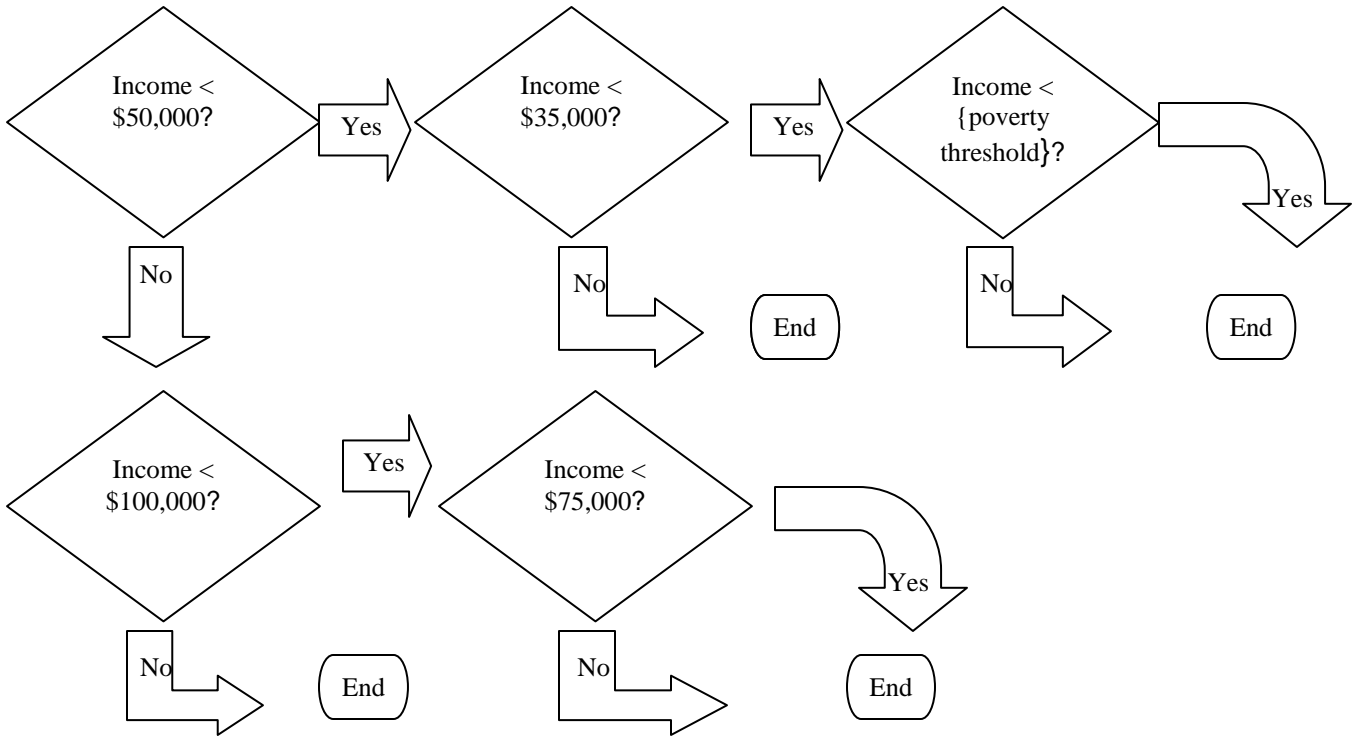 Income <
$50,000?
Yes
Income <
$35,000?
Yes
Income <
{poverty
threshold}?
Yes
No
No
End
No
End
Income <
$100,000?
Yes
Income <
$75,000?
Yes
No
End
No
End